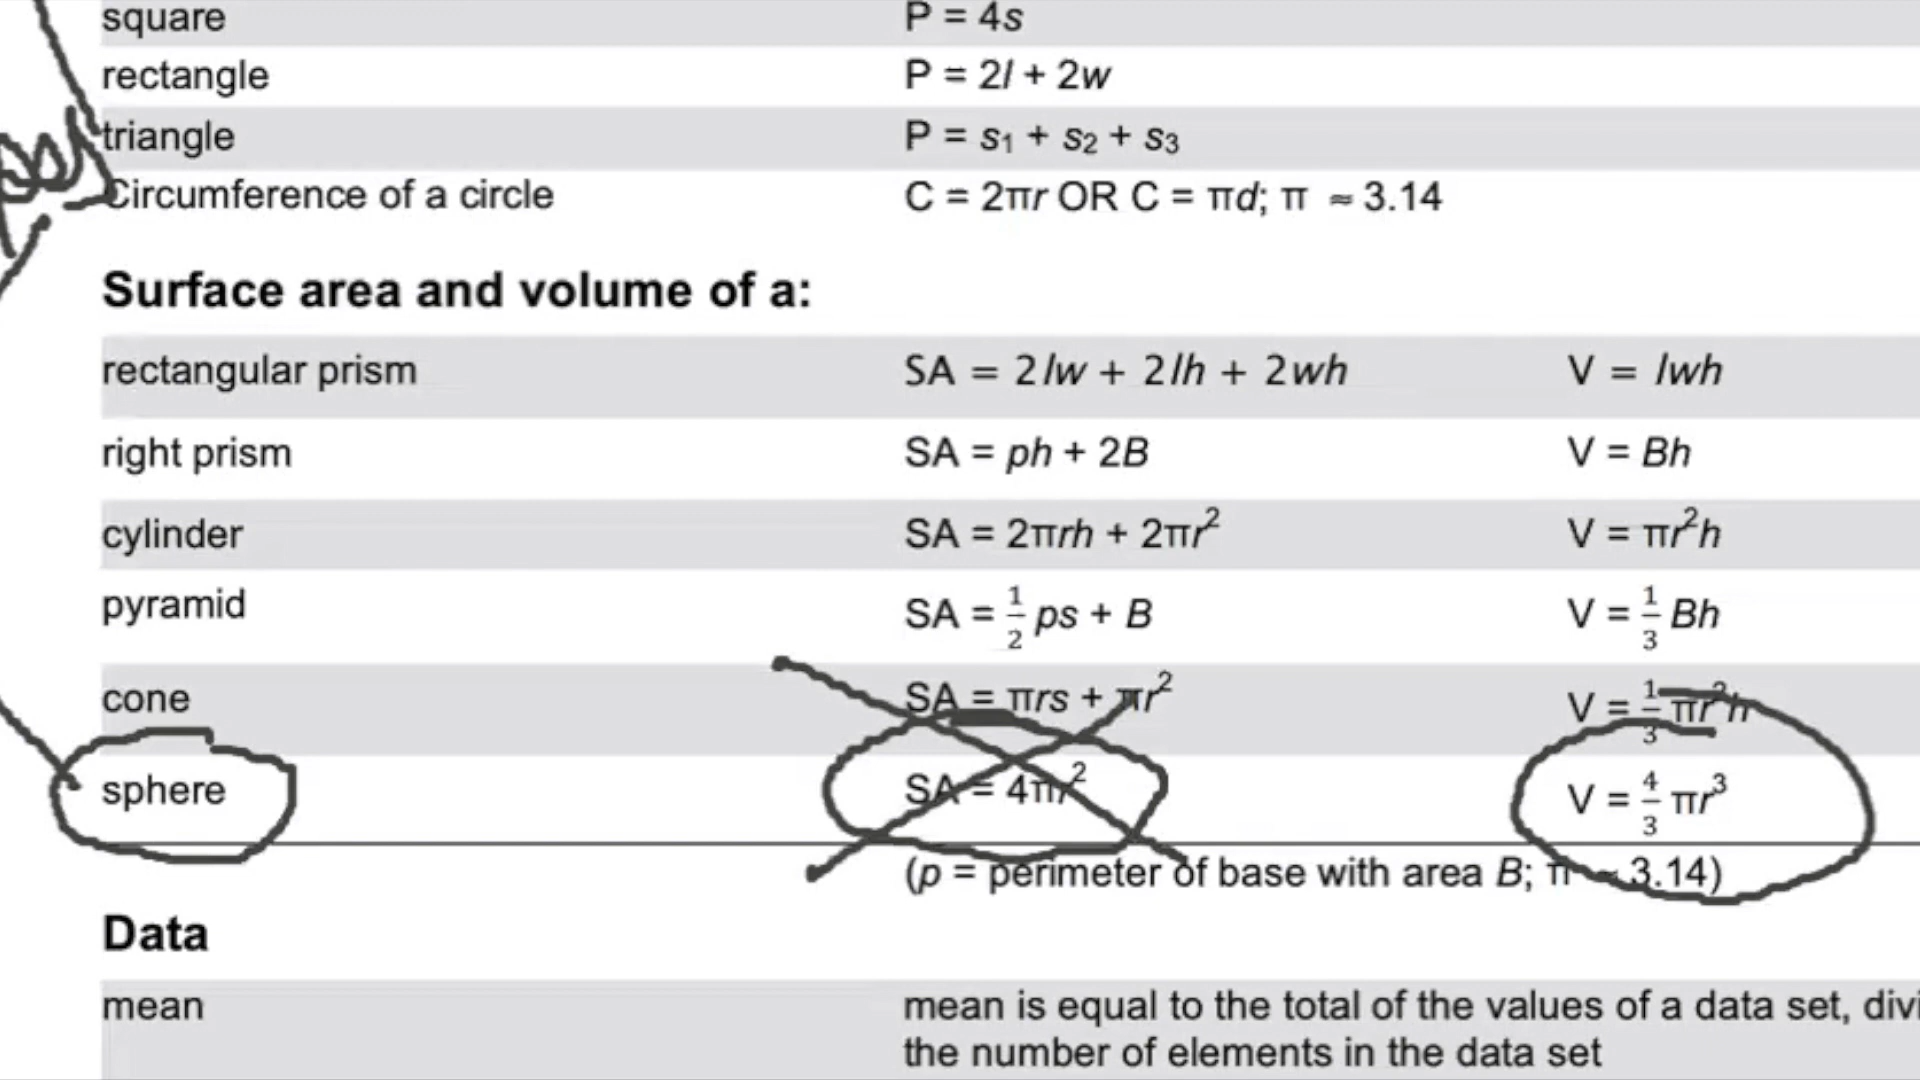 square P = 4s
rectangle P = 2l + 2w
triangle P = s₁ + s₂ + s₃
Circumference of a circle C = 2πr OR C = πd; π ≈ 3.14
Surface area and volume of a:
rectangular prism SA = 2lw + 2lh + 2wh V = lwh
right prism SA = ph + 2B V = Bh
cylinder SA = 2πrh + 2πr² V = πr²h
pyramid SA = 1/2 ps + B V = 1/3 Bh
cone SA = πrs + πr² V = 1/3 πr²h
sphere SA = 4πr² V = 4/3 πr³
(p = perimeter of base with area B; π ≈ 3.14)
Data
mean mean is equal to the total of the values of a data set, divi
the number of elements in the data set